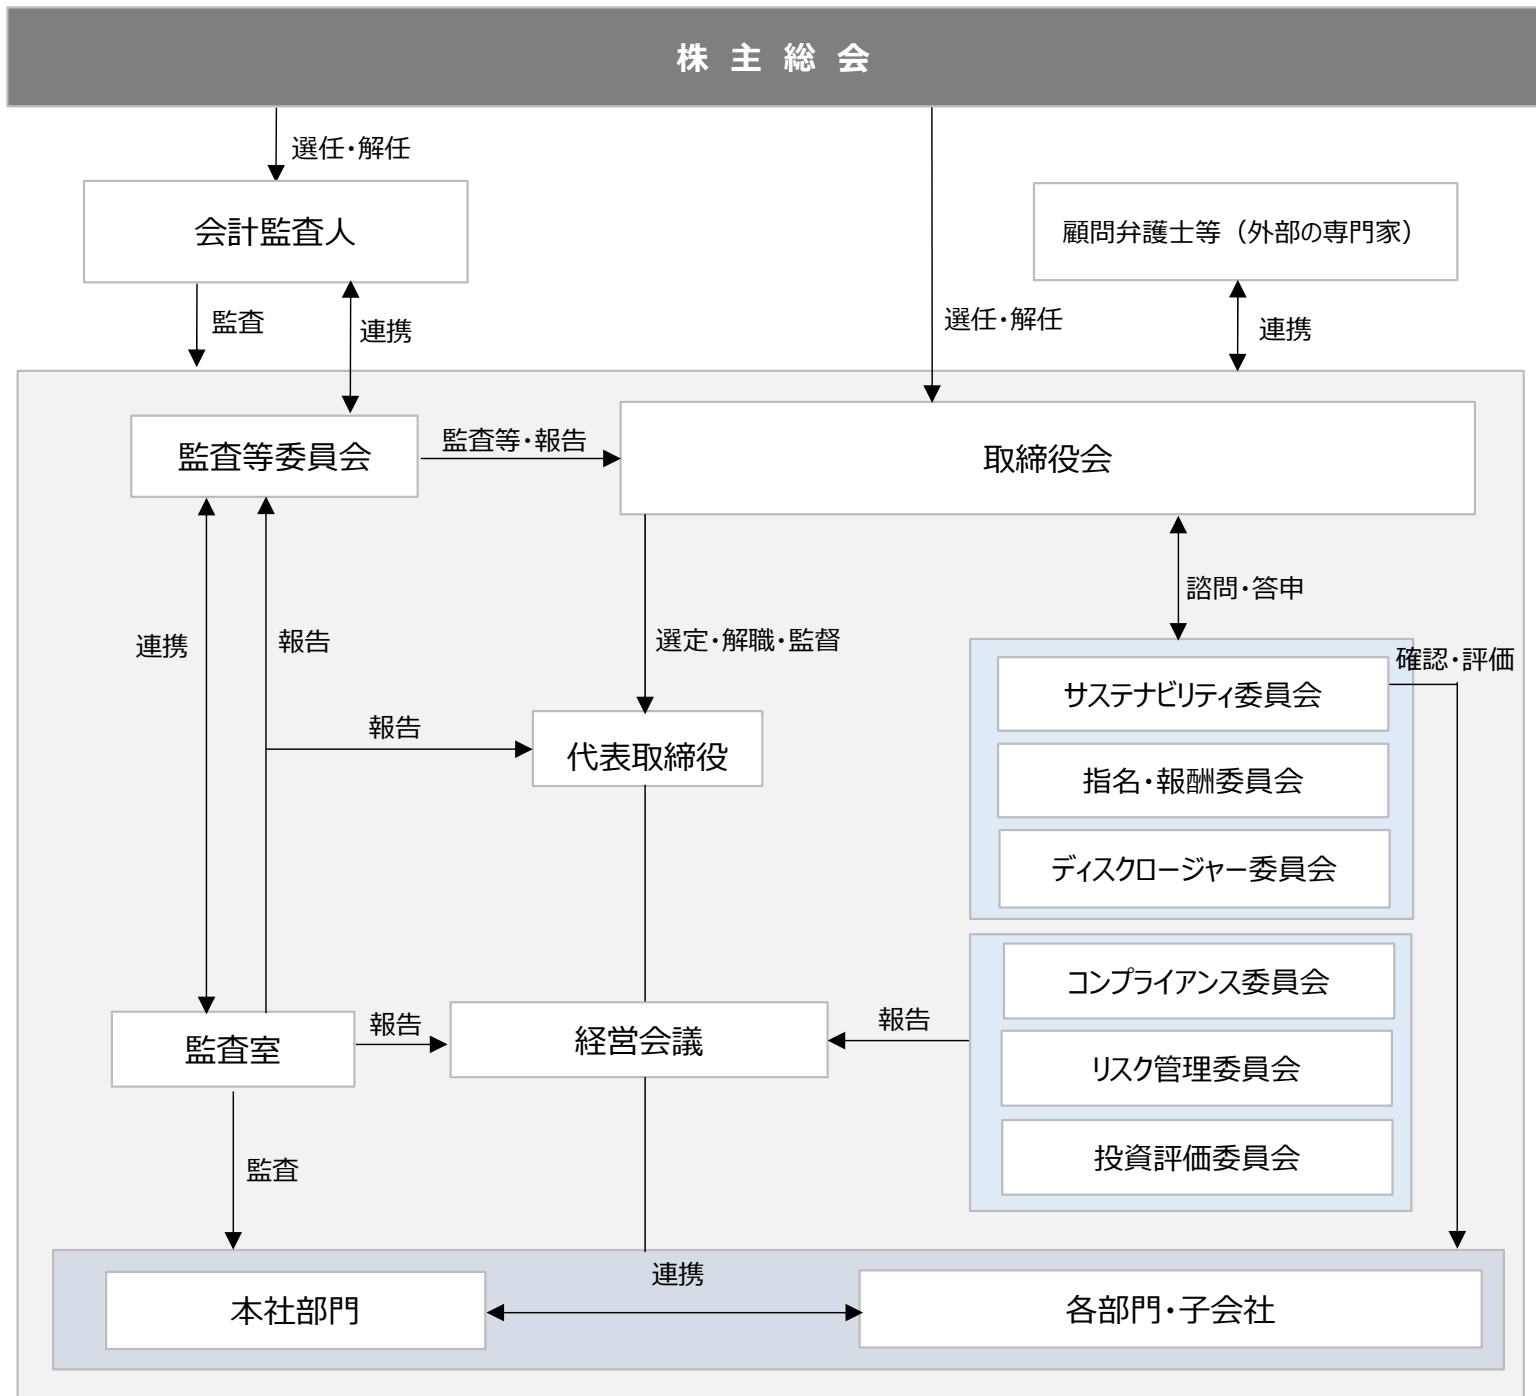 株主総会
選任・解任
会計監査人
顧問弁護士等（外部の専門家）
監査
連携
選任・解任
連携
監査等委員会
監査等・報告
取締役会
諮問・答申
連携
報告
選定・解職・監督
確認・評価
サステナビリティ委員会
報告
代表取締役
指名・報酬委員会
ディスクロージャー委員会
コンプライアンス委員会
監査室
報告
経営会議
報告
リスク管理委員会
投資評価委員会
監査
連携
本社部門
各部門・子会社